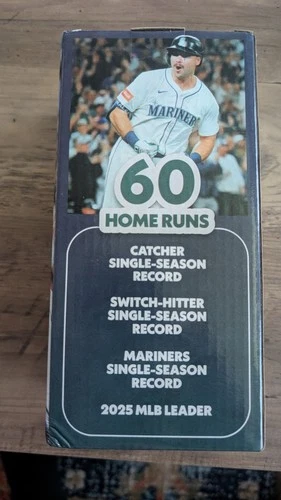 MARINERS
60
HOME RUNS
CATCHER
SINGLE-SEASON
RECORD
SWITCH-HITTER
SINGLE-SEASON
RECORD
MARINERS
SINGLE-SEASON
RECORD
2025 MLB LEADER